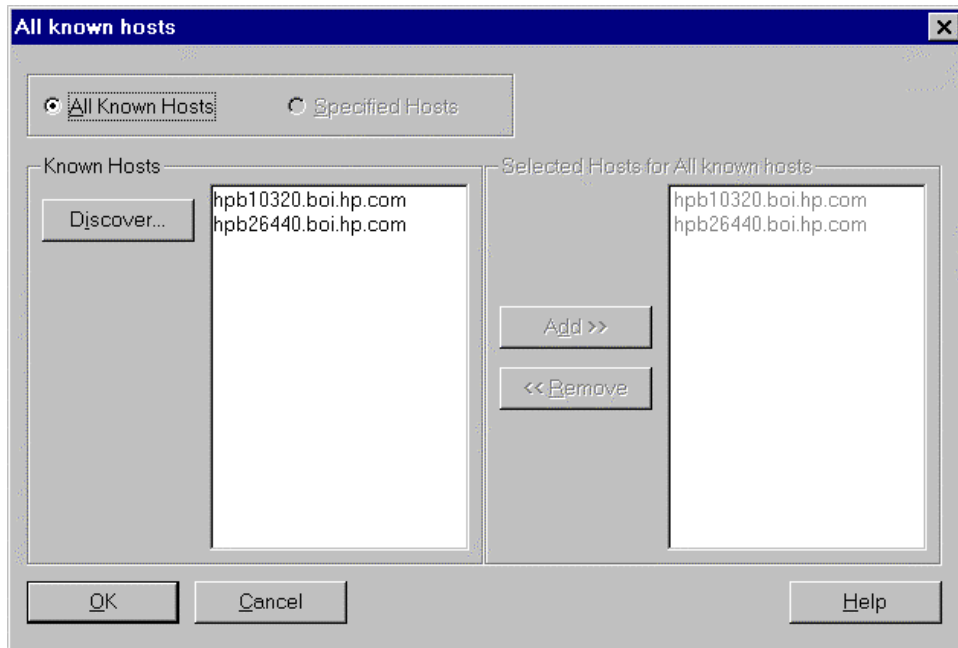 All known hosts
All Known Hosts Specified Hosts
Known Hosts
Discover...
hpb10320.boi.hp.com
hpb26440.boi.hp.com
Selected Hosts for All known hosts
hpb10320.boi.hp.com
hpb26440.boi.hp.com
Add >>
<< Remove
OK Cancel Help